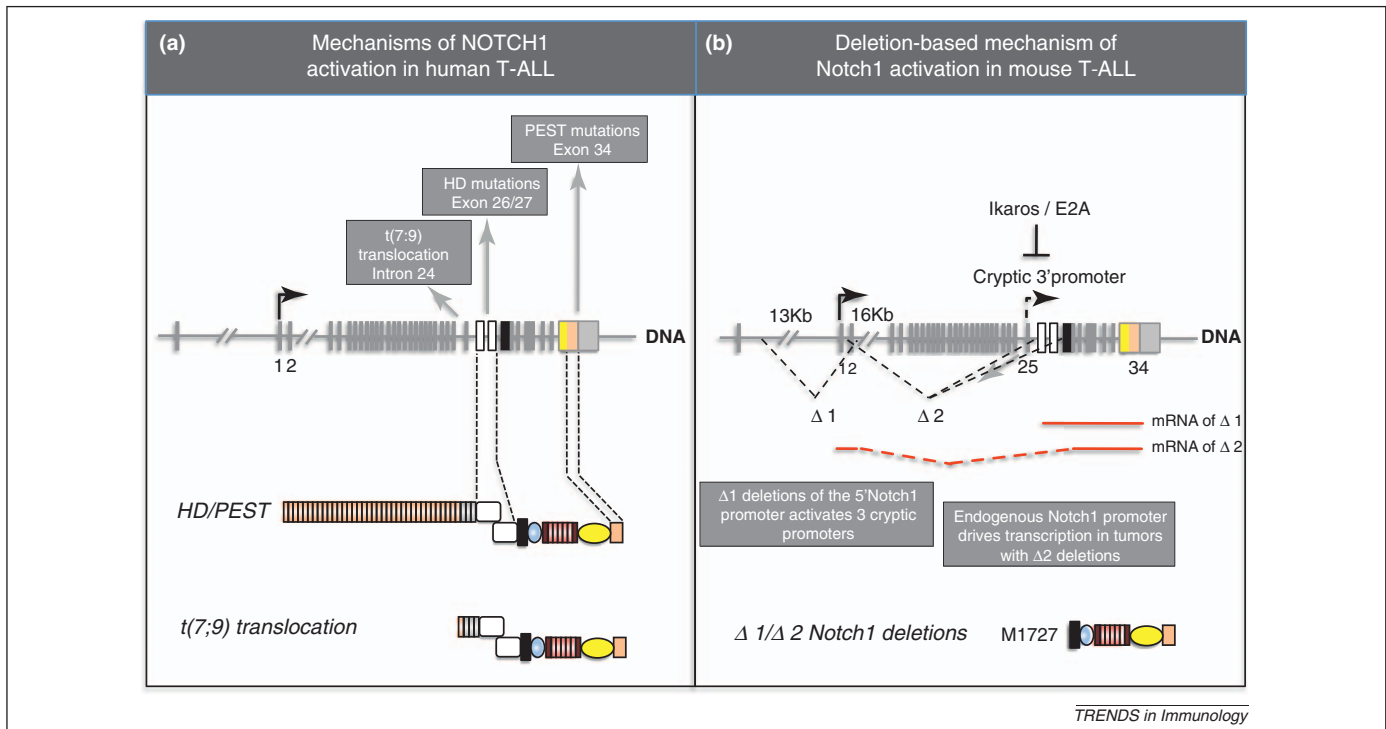 (a)
Mechanisms of NOTCH1
activation in human T-ALL
PEST mutations
Exon 34
HD mutations
Exon 26/27
t(7:9)
translocation
Intron 24
DNA
1 2
HD/PEST
t(7;9) translocation
(b)
Deletion-based mechanism of
Notch1 activation in mouse T-ALL
Ikaros / E2A
Cryptic 3'promoter
13Kb
16Kb
DNA
12
25
34
Δ 1
Δ 2
mRNA of Δ 1
mRNA of Δ 2
Δ1 deletions of the 5'Notch1
promoter activates 3 cryptic
promoters
Endogenous Notch1 promoter
drives transcription in tumors
with Δ2 deletions
Δ 1/Δ 2 Notch1 deletions
M1727
TRENDS in Immunology